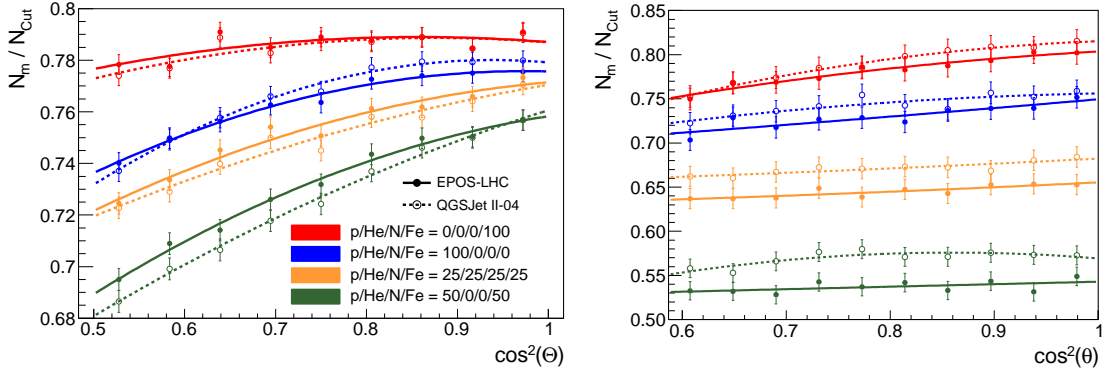 N_m / N_Cut
0.8
0.78
0.76
0.74
0.72
0.7
0.68
EPOS-LHC
QGSJet II-04
p/He/N/Fe = 0/0/0/100
p/He/N/Fe = 100/0/0/0
p/He/N/Fe = 25/25/25/25
p/He/N/Fe = 50/0/0/50
0.5 0.6 0.7 0.8 0.9 1
cos²(Θ)
N_m / N_Cut
0.85
0.80
0.75
0.70
0.65
0.60
0.55
0.50
0.6 0.7 0.8 0.9 1
cos²(θ)